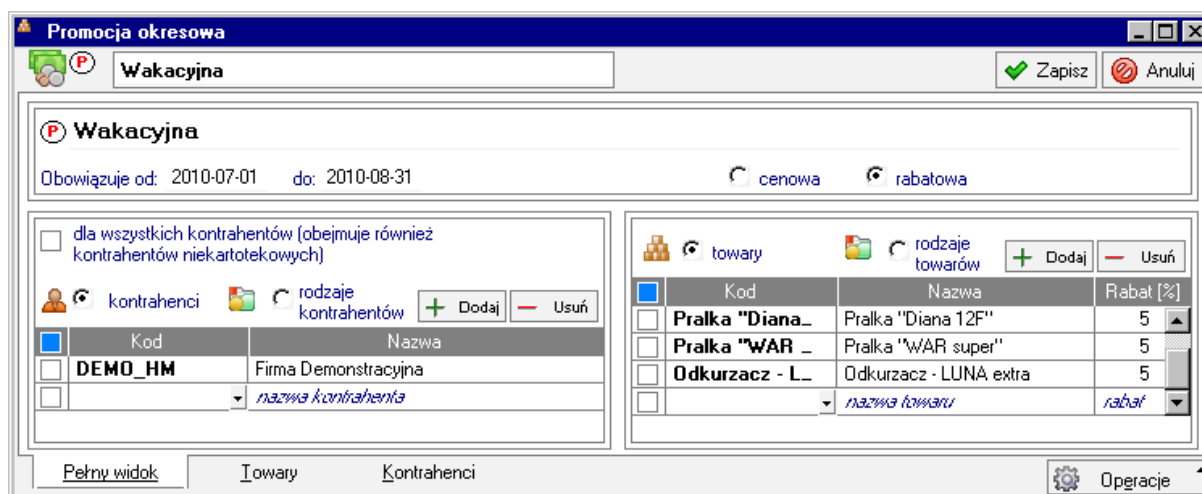 Promocja okresowa
P Wakacyjna Zapisz Anuluj
P Wakacyjna
Obowiązuje od: 2010-07-01 do: 2010-08-31 cenowa rabatowa
dla wszystkich kontrahentów (obejmuje również
kontrahentów niekartotekowych)
kontrahenci rodzaje
kontrahentów Dodaj Usuń
Kod Nazwa
DEMO_HM Firma Demonstracyjna
nazwa kontrahenta
towary rodzaje
towarów Dodaj Usuń
Kod Nazwa Rabat [%]
Pralka "Diana… Pralka "Diana 12F" 5
Pralka "WAR … Pralka "WAR super" 5
Odkurzacz - L… Odkurzacz - LUNA extra 5
nazwa towaru rabat
Pełny widok Towary Kontrahenci Operacje